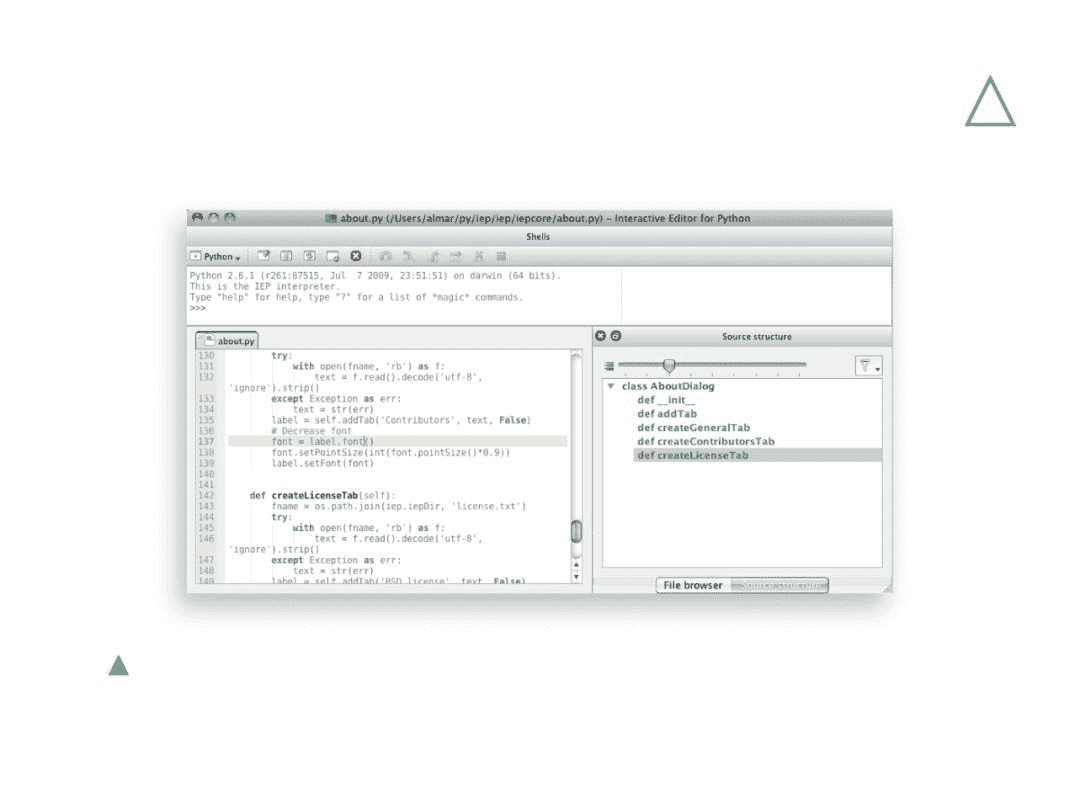 about.py (/Users/almar/py/iep/iep/iepcore/about.py) – Interactive Editor for Python
Shells
Python
Python 2.6.1 (r261:67515, Jul  7 2009, 23:51:51) on darwin (64 bits).
This is the IEP interpreter.
Type "help" for help, type "?" for a list of *magic* commands.
>>>
about.py
130 try:
131 with open(fname, 'rb') as f:
132 text = f.read().decode('utf-8',
'ignore').strip()
133 except Exception as err:
134 text = str(err)
135 label = self.addTab('Contributors', text, False)
136 # Decrease font
137 font = label.font()
138 font.setPointSize(int(font.pointSize()*0.9))
139 label.setFont(font)
140
141
142 def createLicenseTab(self):
143 fname = os.path.join(iep.iepDir, 'license.txt')
144 try:
145 with open(fname, 'rb') as f:
146 text = f.read().decode('utf-8',
'ignore').strip()
147 except Exception as err:
148 text = str(err)
149 label = self.addTab('BSD license', text, False)
Source structure
class AboutDialog
def __init__
def addTab
def createGeneralTab
def createContributorsTab
def createLicenseTab
File browser
Source structure